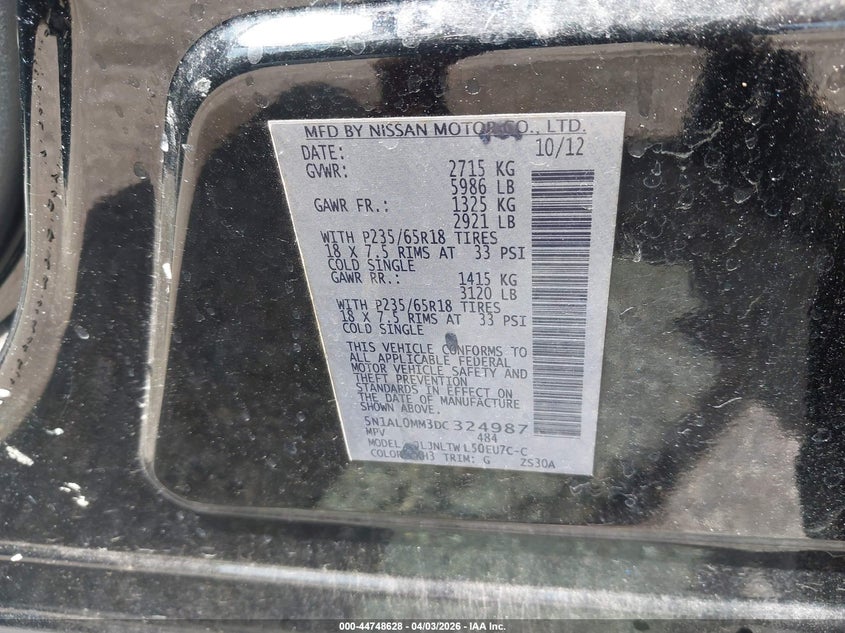 MFD BY NISSAN MOTOR CO., LTD.
DATE: 10/12
GVWR: 2715 KG
5986 LB
GAWR FR.: 1325 KG
2921 LB
WITH P235/65R18 TIRES
18 X 7.5 RIMS AT 33 PSI
COLD SINGLE
GAWR RR.: 1415 KG
3120 LB
WITH P235/65R18 TIRES
18 X 7.5 RIMS AT 33 PSI
COLD SINGLE
THIS VEHICLE CONFORMS TO
ALL APPLICABLE FEDERAL
MOTOR VEHICLE SAFETY AND
THEFT PREVENTION
STANDARDS IN EFFECT ON
THE DATE OF MANUFACTURE
SHOWN ABOVE.
5N1AL0MM3DC324987
MPV 484
MODEL: L50EU7C-C
COLOR: TRIM: G ZS30A
000-44748628 - 04/03/2026 - IAA Inc.